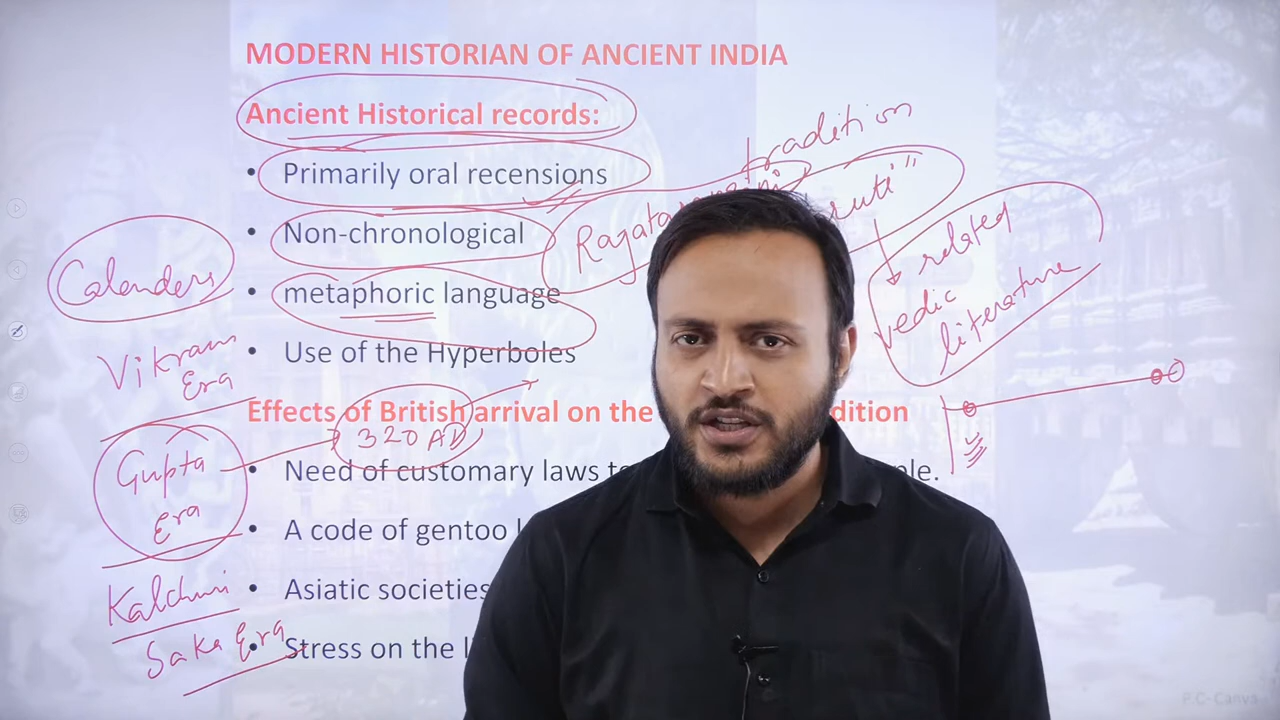 MODERN HISTORIAN OF ANCIENT INDIA
Ancient Historical records:
• Primarily oral recensions
• Non-chronological
• metaphoric language
• Use of the Hyperboles
Effects of British arrival on the dition
• Need of customary laws ple.
• A code of gentoo
• Asiatic societies
• Stress on the
tradition
related
vedic
literature
Calenders
Vikram
Era
Gupta
Era
320 AD
Kalchuri
Saka Era